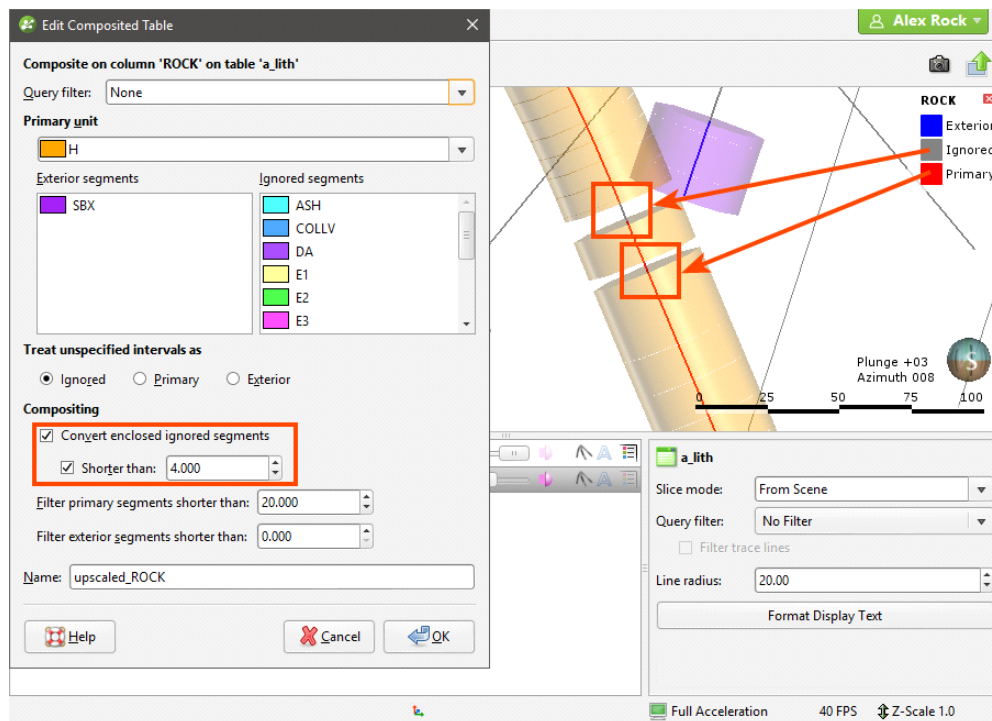 Edit Composited Table
Composite on column 'ROCK' on table 'a_lith'
Query filter: None
Primary unit
H
Exterior segments Ignored segments
SBX
ASH
COLLV
DA
E1
E2
E3
Treat unspecified intervals as
Ignored Primary Exterior
Compositing
Convert enclosed ignored segments
Shorter than: 4.000
Filter primary segments shorter than: 20.000
Filter exterior segments shorter than: 0.000
Name: upscaled_ROCK
Help Cancel OK
Alex Rock
ROCK
Exterior
Ignored
Primary
Plunge +03
Azimuth 008
0 25 50 75 100
S
a_lith
Slice mode: From Scene
Query filter: No Filter
Filter trace lines
Line radius: 20.00
Format Display Text
Full Acceleration 40 FPS Z-Scale 1.0